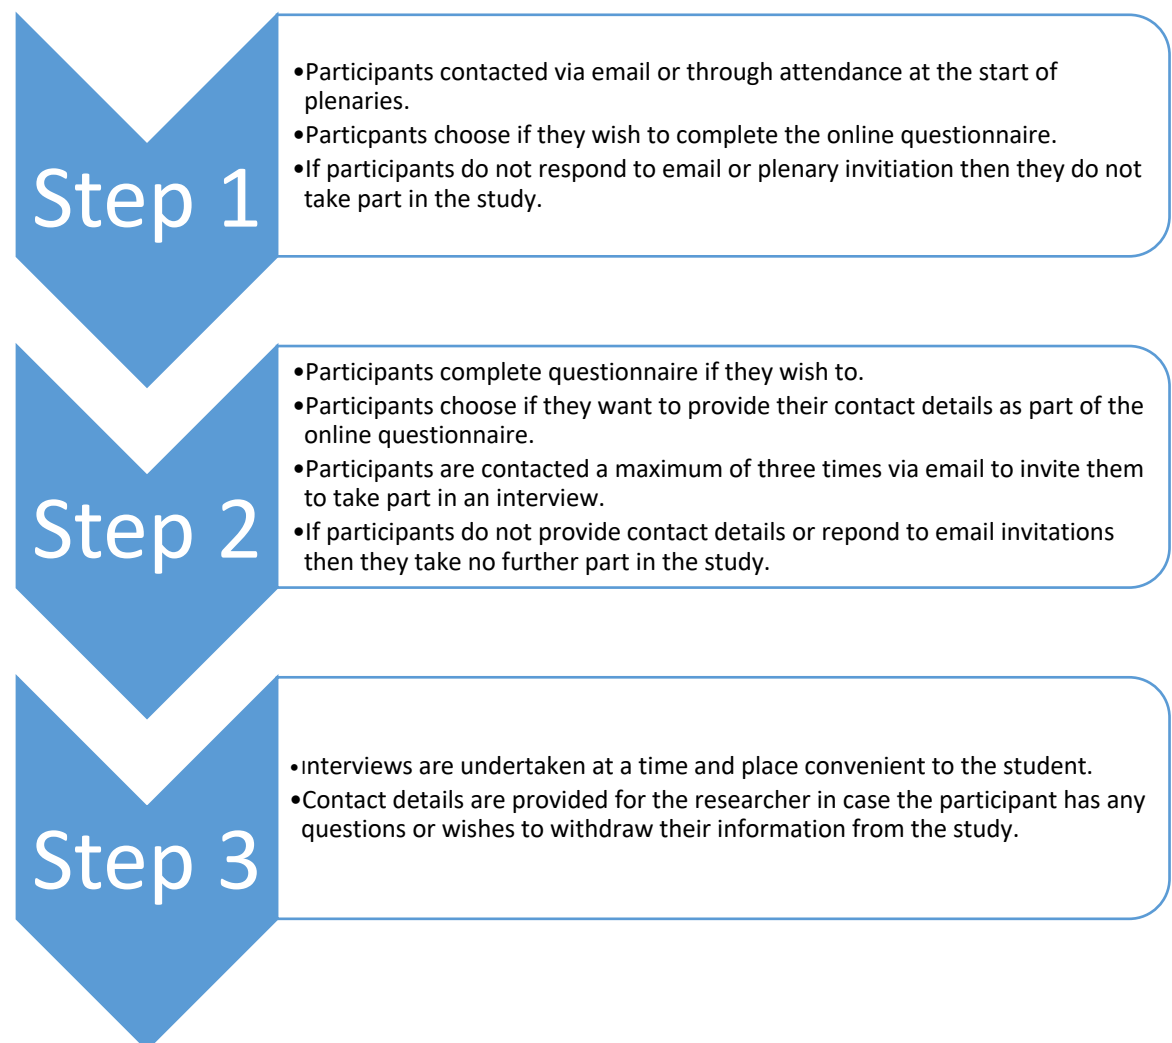 Step 1
•Participants contacted via email or through attendance at the start of
plenaries.
•Particpants choose if they wish to complete the online questionnaire.
•If participants do not respond to email or plenary invitiation then they do not
take part in the study.
Step 2
•Participants complete questionnaire if they wish to.
•Participants choose if they want to provide their contact details as part of the
online questionnaire.
•Participants are contacted a maximum of three times via email to invite them
to take part in an interview.
•If participants do not provide contact details or repond to email invitations
then they take no further part in the study.
Step 3
•Interviews are undertaken at a time and place convenient to the student.
•Contact details are provided for the researcher in case the participant has any
questions or wishes to withdraw their information from the study.